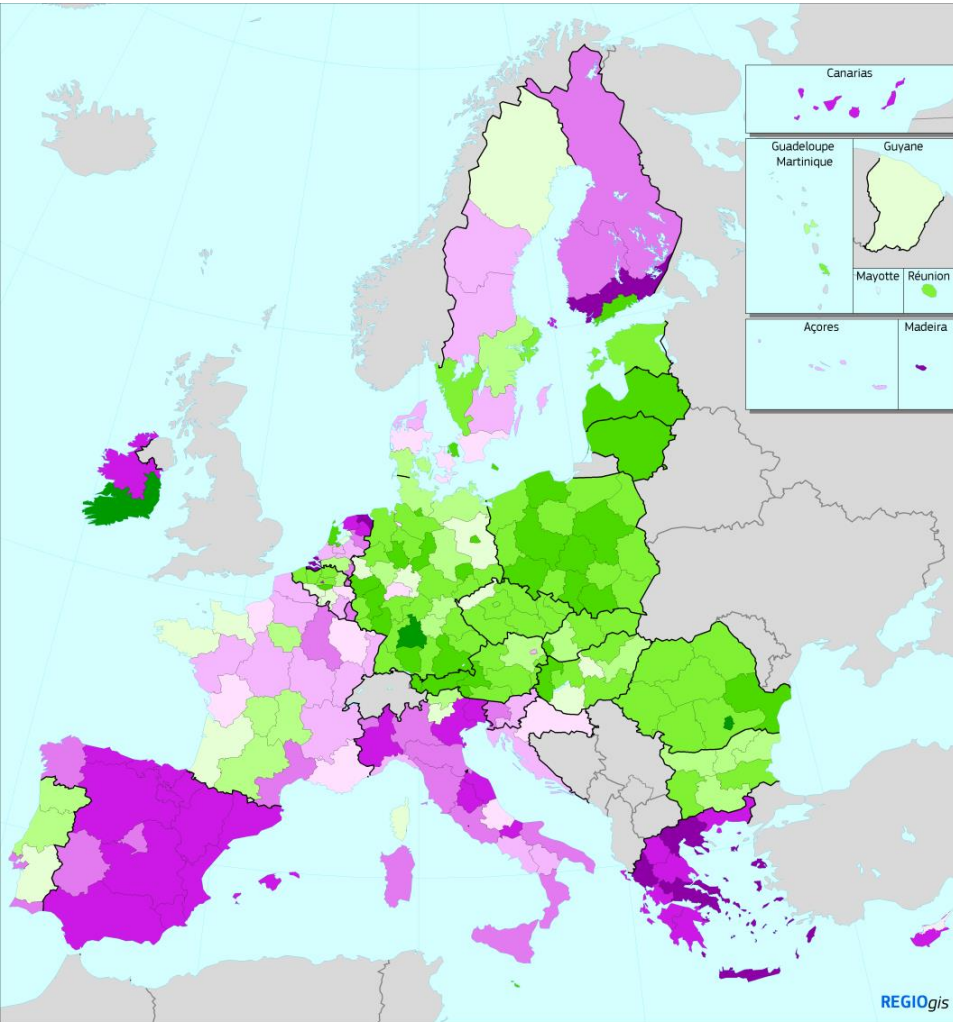 Canarias
Guadeloupe
Martinique
Guyane
Mayotte
Réunion
Açores
Madeira
REGIOgis